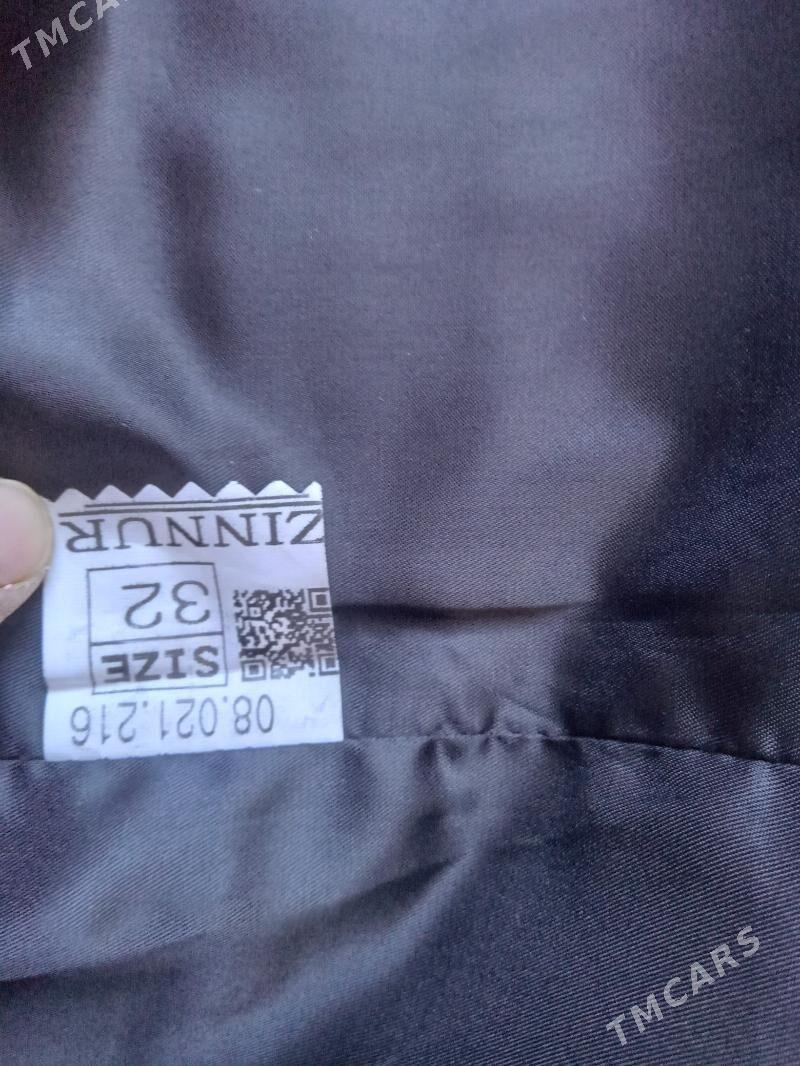 TMCARS
ZINNUR
32
SIZE
08.021.216
TMCARS